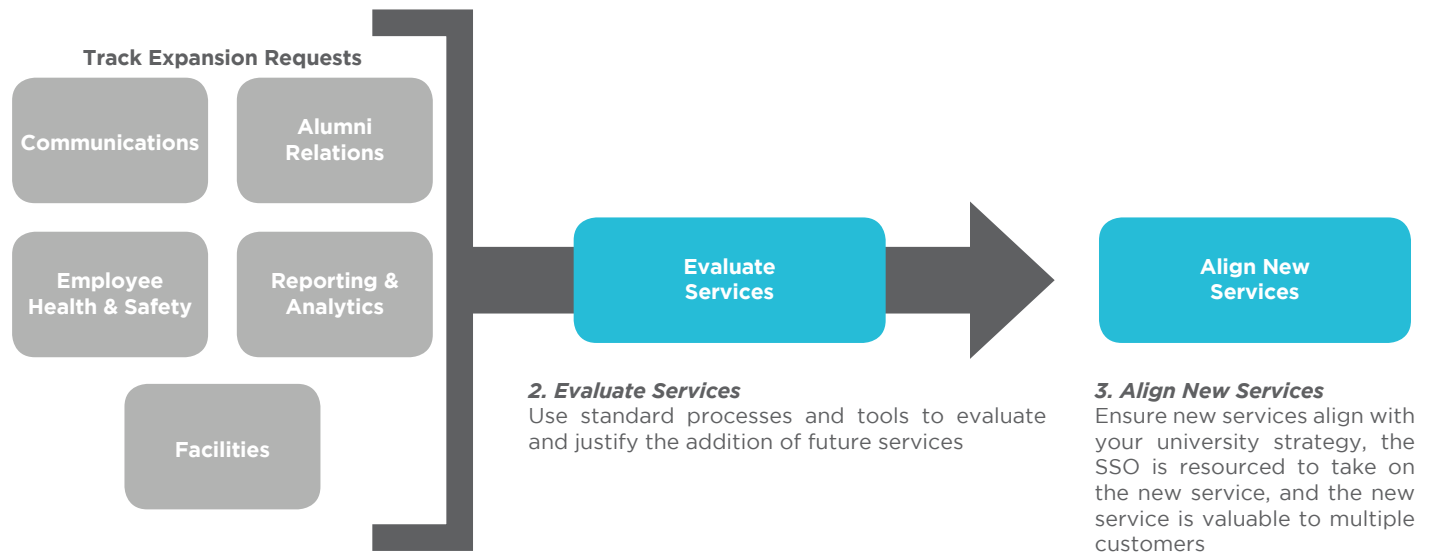 Track Expansion Requests
Communications
Alumni
Relations
Employee
Health & Safety
Reporting &
Analytics
Facilities
Evaluate
Services
2. Evaluate Services
Use standard processes and tools to evaluate
and justify the addition of future services
Align New
Services
3. Align New Services
Ensure new services align with
your university strategy, the
SSO is resourced to take on
the new service, and the new
service is valuable to multiple
customers